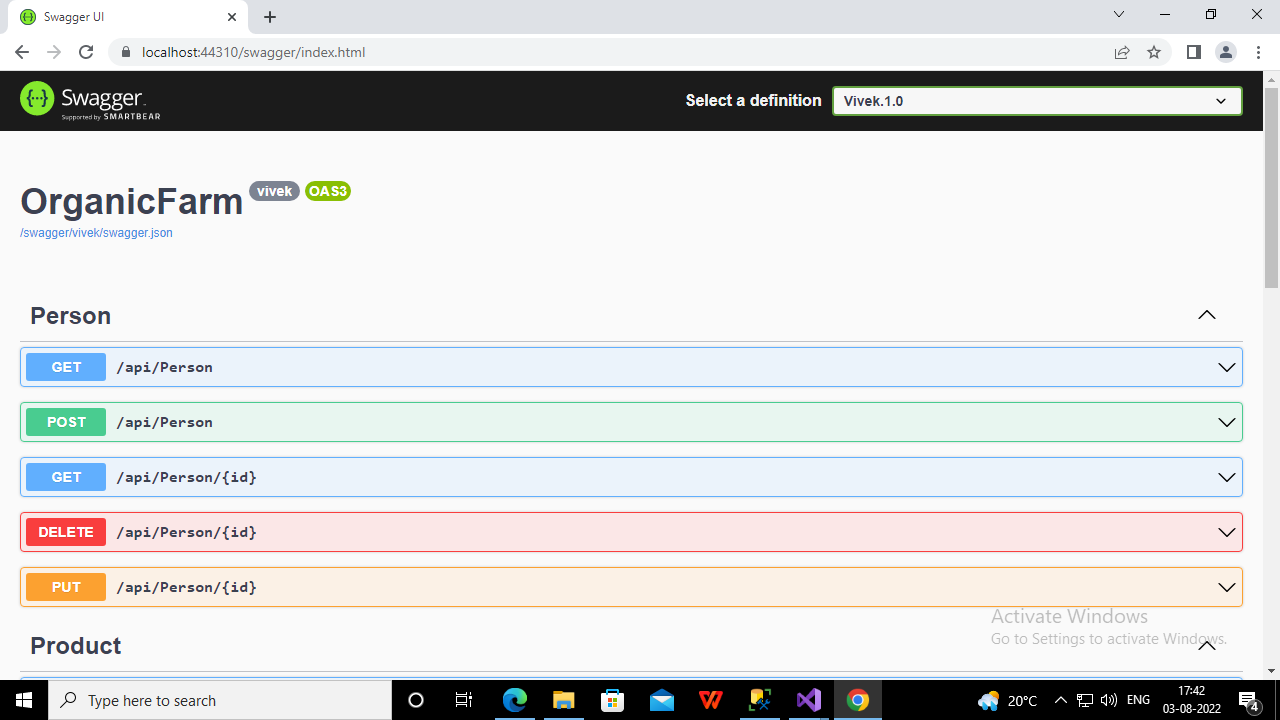 Swagger UI
localhost:44310/swagger/index.html
Swagger
Supported by SMARTBEAR
Select a definition
Vivek.1.0
OrganicFarm vivek OAS3
/swagger/vivek/swagger.json
Person
GET /api/Person
POST /api/Person
GET /api/Person/{id}
DELETE /api/Person/{id}
PUT /api/Person/{id}
Activate Windows
Go to Settings to activate Windows.
Product
Type here to search
20°C
ENG
17:42
03-08-2022
4